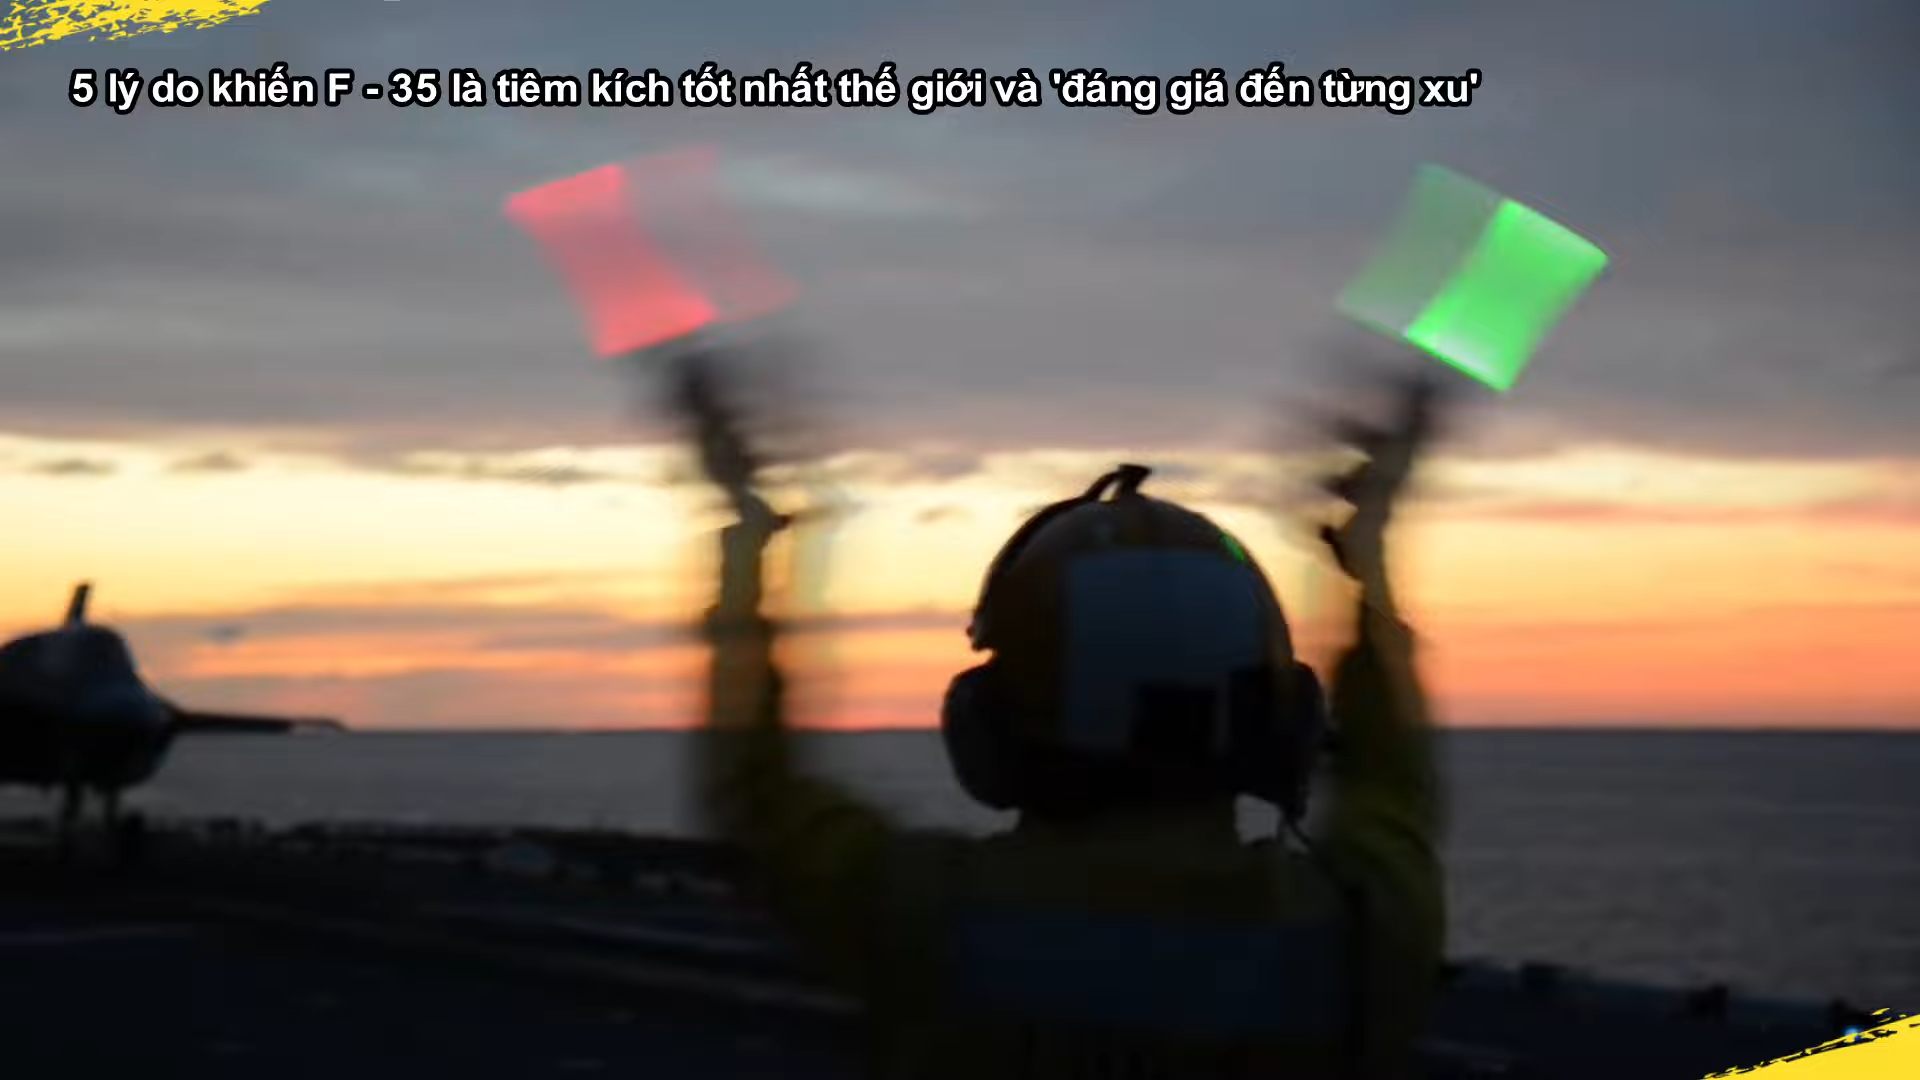 5 lý do khiến F - 35 là tiêm kích tốt nhất thế giới và 'đáng giá đến từng xu'